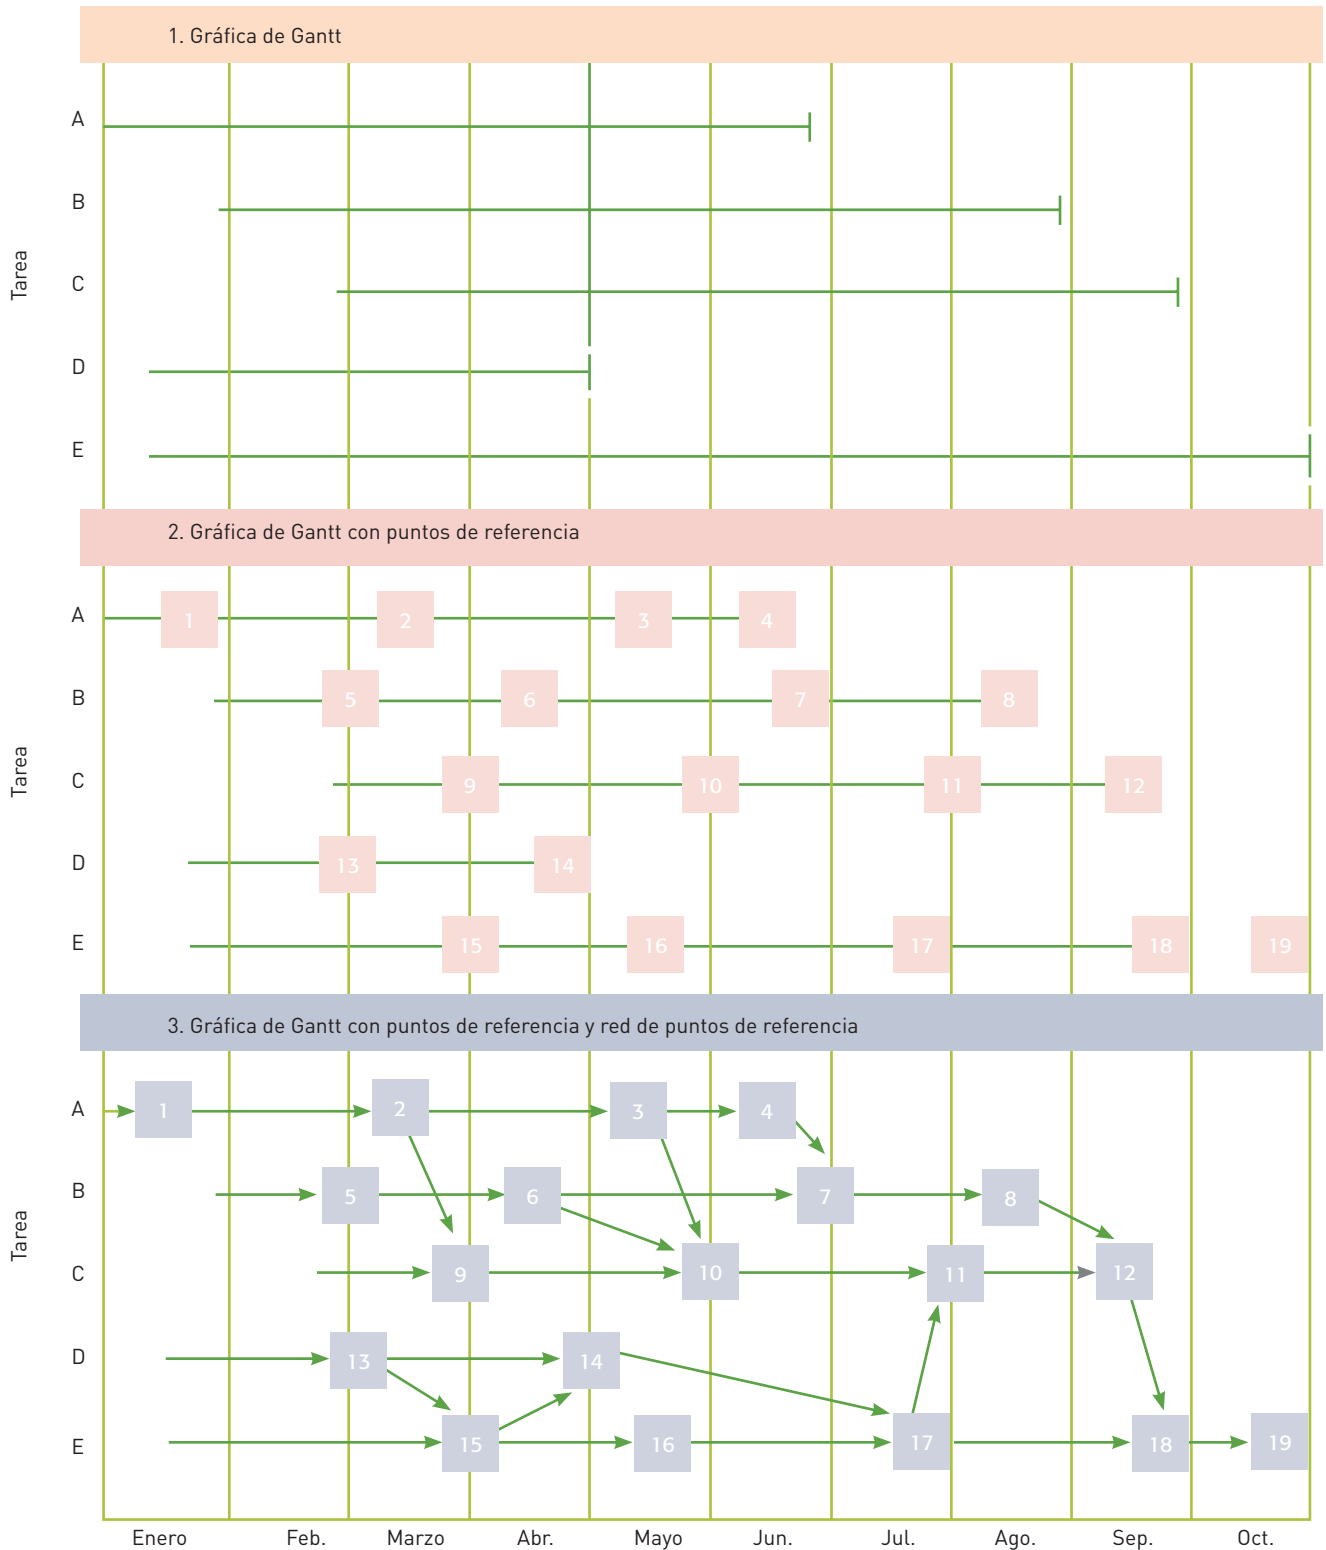 1. Gráfica de Gantt
Tarea
A
B
C
D
E
2. Gráfica de Gantt con puntos de referencia
Tarea
A
1
2
3
4
B
5
6
7
8
C
9
10
11
12
D
13
14
E
15
16
17
18
19
3. Gráfica de Gantt con puntos de referencia y red de puntos de referencia
Tarea
A
1
2
3
4
B
5
6
7
8
C
9
10
11
12
D
13
14
E
15
16
17
18
19
Enero
Feb.
Marzo
Abr.
Mayo
Jun.
Jul.
Ago.
Sep.
Oct.